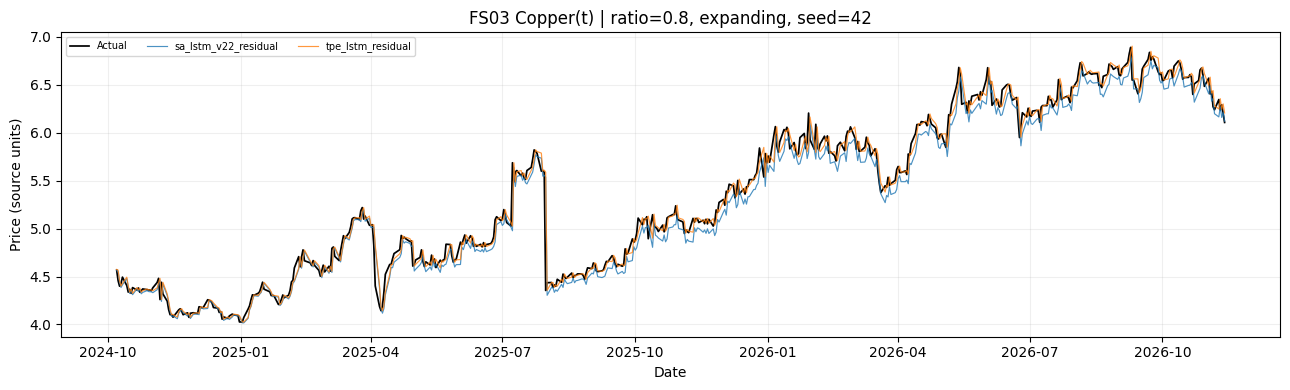 FS03 Copper(t) | ratio=0.8, expanding, seed=42
Actual
sa_lstm_v22_residual
tpe_lstm_residual
7.0
6.5
6.0
5.5
5.0
4.5
4.0
Price (source units)
2024-10
2025-01
2025-04
2025-07
2025-10
2026-01
2026-04
2026-07
2026-10
Date